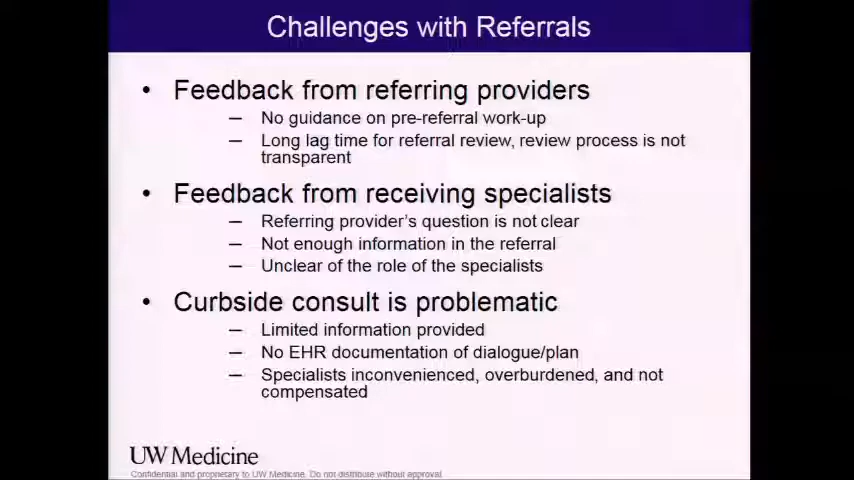 Challenges with Referrals
• Feedback from referring providers
– No guidance on pre-referral work-up
– Long lag time for referral review, review process is not
transparent
• Feedback from receiving specialists
– Referring provider's question is not clear
– Not enough information in the referral
– Unclear of the role of the specialists
• Curbside consult is problematic
– Limited information provided
– No EHR documentation of dialogue/plan
– Specialists inconvenienced, overburdened, and not
compensated
UW Medicine
Confidential and proprietary to UW Medicine. Do not distribute without approval